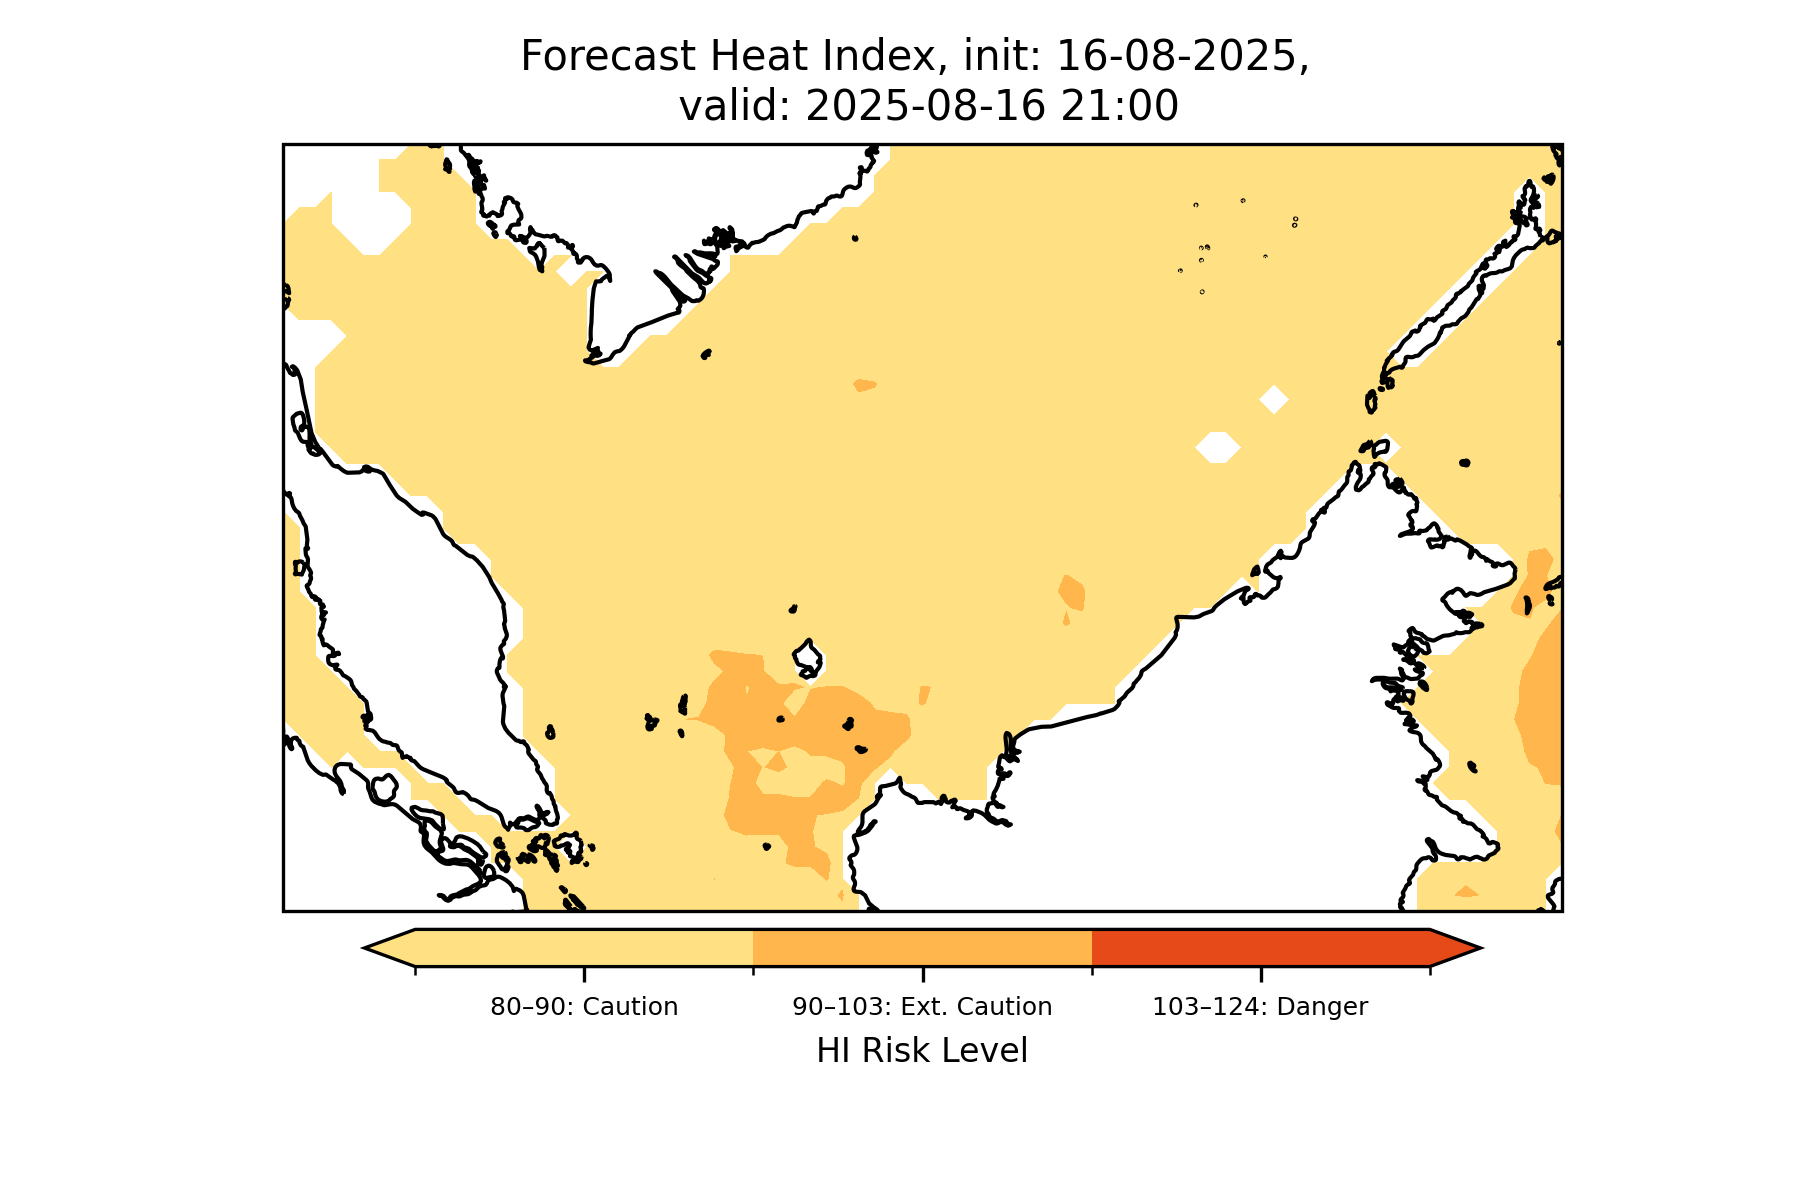 Forecast Heat Index, init: 16-08-2025,
valid: 2025-08-16 21:00
80–90: Caution
90–103: Ext. Caution
103–124: Danger
HI Risk Level